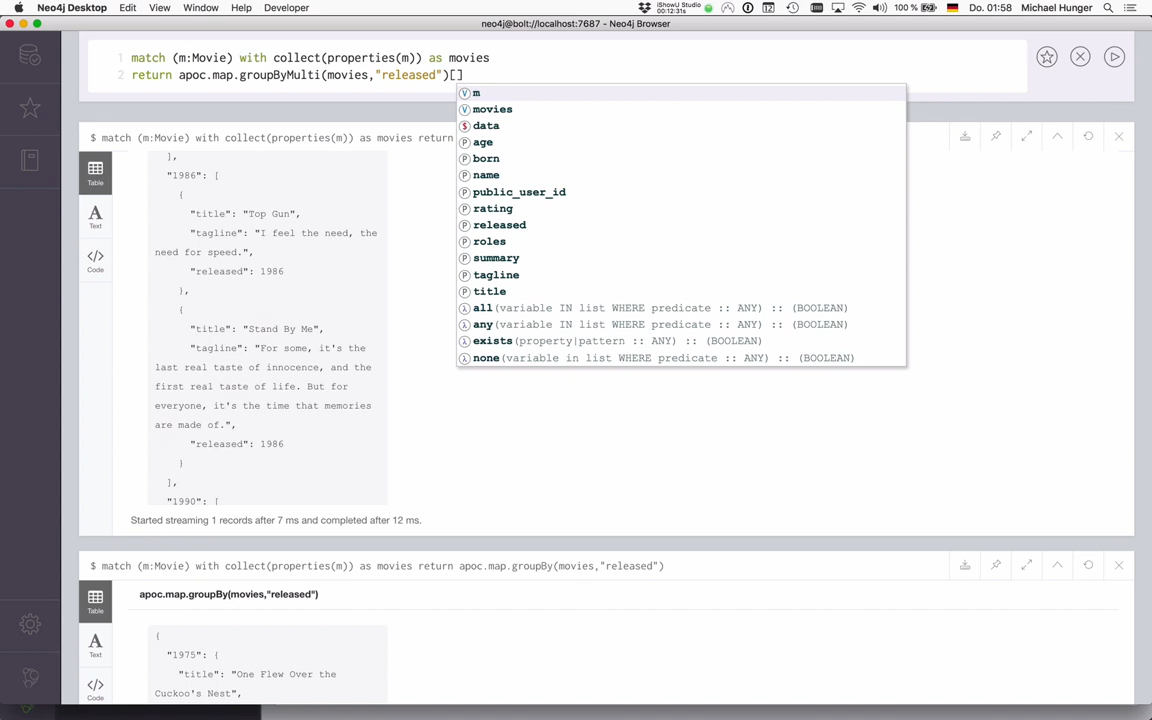 Neo4j Desktop Edit View Window Help Developer
iShowU Studio
00:12:31s
12
100 %
Do. 01:58 Michael Hunger
neo4j@bolt://localhost:7687 - Neo4j Browser
1 match (m:Movie) with collect(properties(m)) as movies
2 return apoc.map.groupByMulti(movies,"released")[]
V m
V movies
$ data
P age
P born
P name
P public_user_id
P rating
P released
P roles
P summary
P tagline
P title
λ all(variable IN list WHERE predicate :: ANY) :: (BOOLEAN)
λ any(variable IN list WHERE predicate :: ANY) :: (BOOLEAN)
λ exists(property|pattern :: ANY) :: (BOOLEAN)
λ none(variable in list WHERE predicate :: ANY) :: (BOOLEAN)
$ match (m:Movie) with collect(properties(m)) as movies return
Table
A
Text
</>
Code
],
"1986": [
{
"title": "Top Gun",
"tagline": "I feel the need, the
need for speed.",
"released": 1986
},
{
"title": "Stand By Me",
"tagline": "For some, it's the
last real taste of innocence, and the
first real taste of life. But for
everyone, it's the time that memories
are made of.",
"released": 1986
}
],
"1990": [
Started streaming 1 records after 7 ms and completed after 12 ms.
$ match (m:Movie) with collect(properties(m)) as movies return apoc.map.groupBy(movies,"released")
Table
A
Text
</>
Code
apoc.map.groupBy(movies,"released")
{
"1975": {
"title": "One Flew Over the
Cuckoo's Nest",